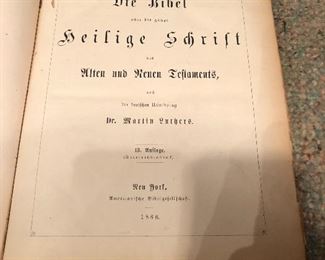 Die Bibel
oder die ganze
Heilige Schrift
des
Alten und Neuen Testaments,
nach
der deutschen Uebersetzung
Dr. Martin Luthers.
13. Auflage.
New York.
Amerikanische Bibelgesellschaft.